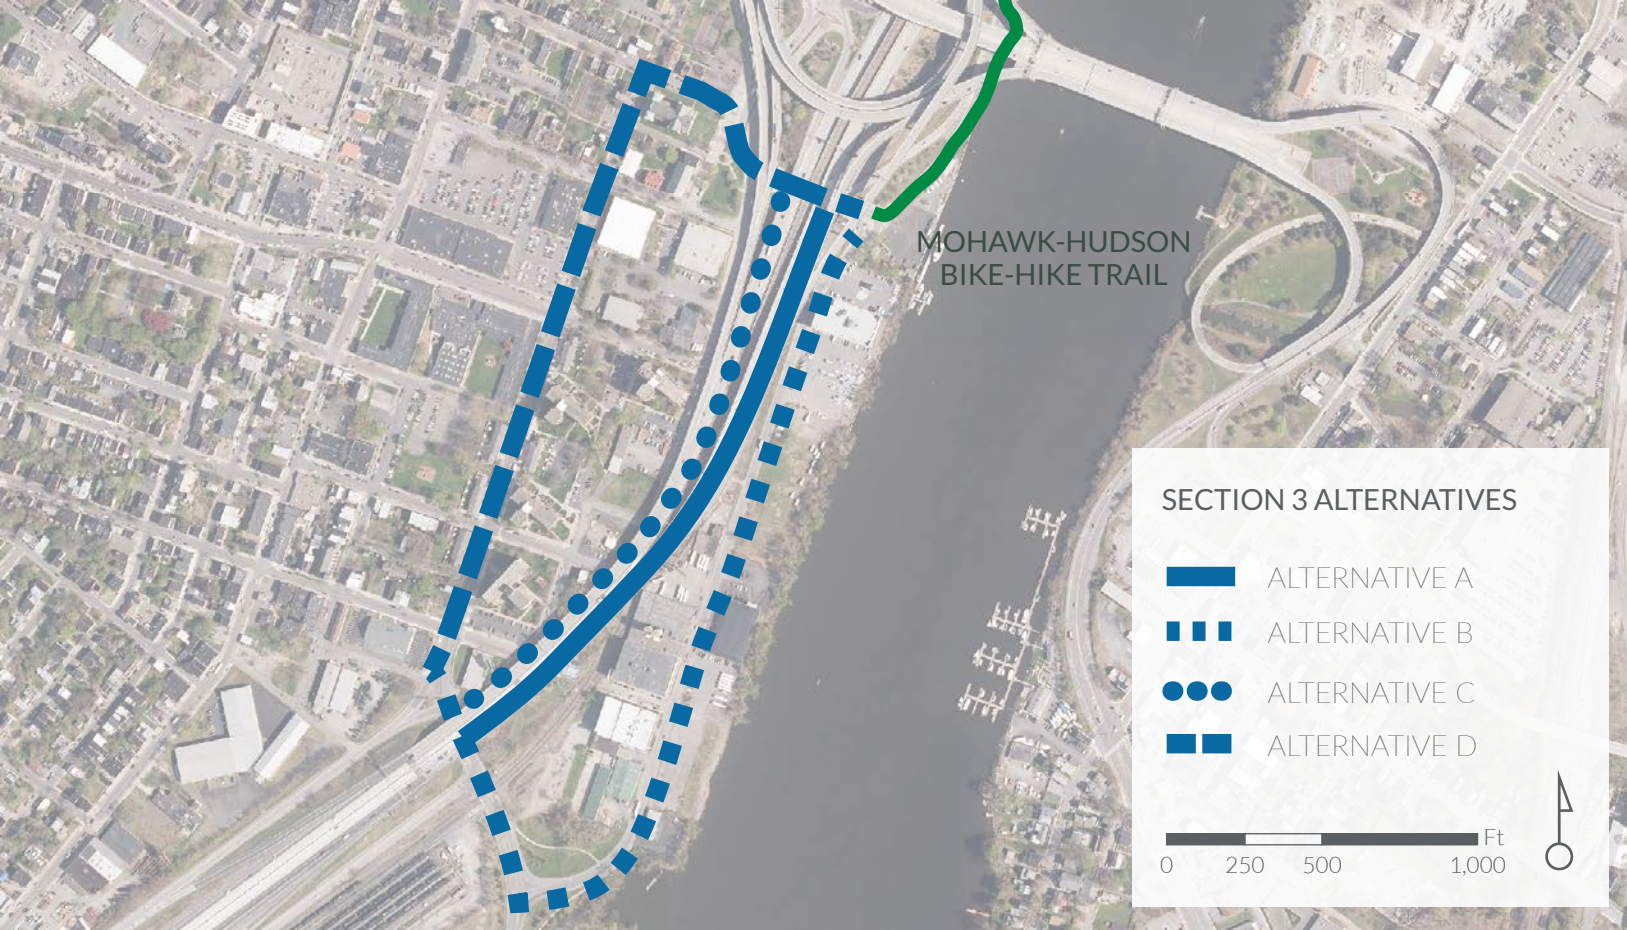 MOHAWK-HUDSON
BIKE-HIKE TRAIL
SECTION 3 ALTERNATIVES
ALTERNATIVE A
ALTERNATIVE B
ALTERNATIVE C
ALTERNATIVE D
Ft
0 250 500 1,000